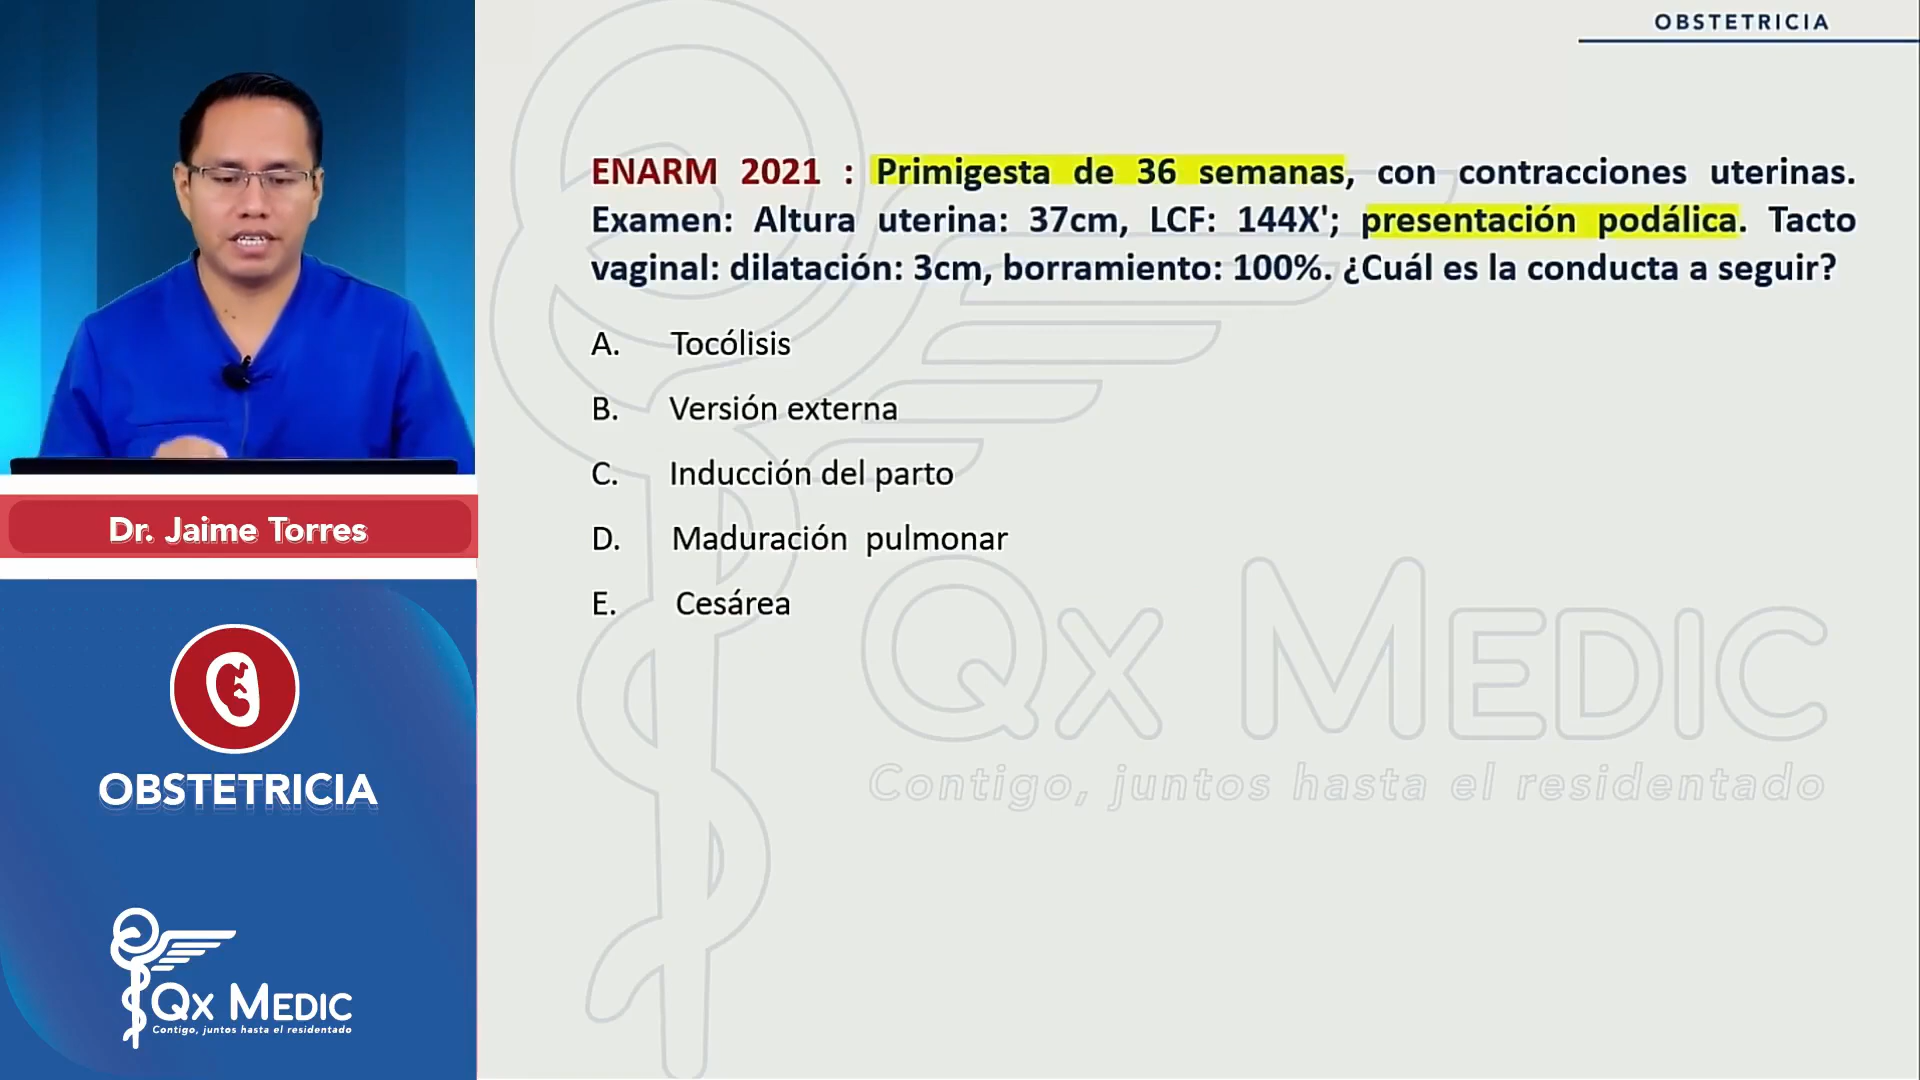 OBSTETRICIA
ENARM 2021 : Primigesta de 36 semanas, con contracciones uterinas.
Examen: Altura uterina: 37cm, LCF: 144X'; presentación podálica. Tacto
vaginal: dilatación: 3cm, borramiento: 100%. ¿Cuál es la conducta a seguir?
A. Tocólisis
B. Versión externa
C. Inducción del parto
D. Maduración pulmonar
E. Cesárea
Dr. Jaime Torres
OBSTETRICIA
QX MEDIC
Contigo, juntos hasta el residentado
QX MEDIC
Contigo, juntos hasta el residentado